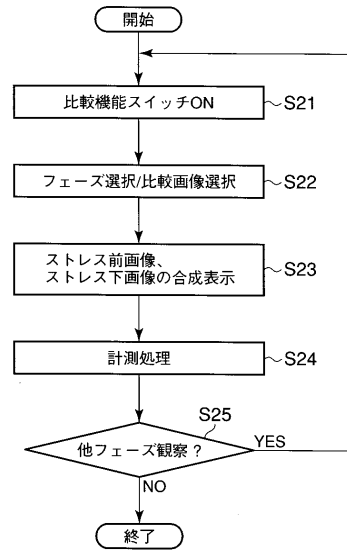 開始
比較機能スイッチON
S21
フェーズ選択/比較画像選択
S22
ストレス前画像、
ストレス下画像の合成表示
S23
計測処理
S24
S25
他フェーズ観察?
YES
NO
終了